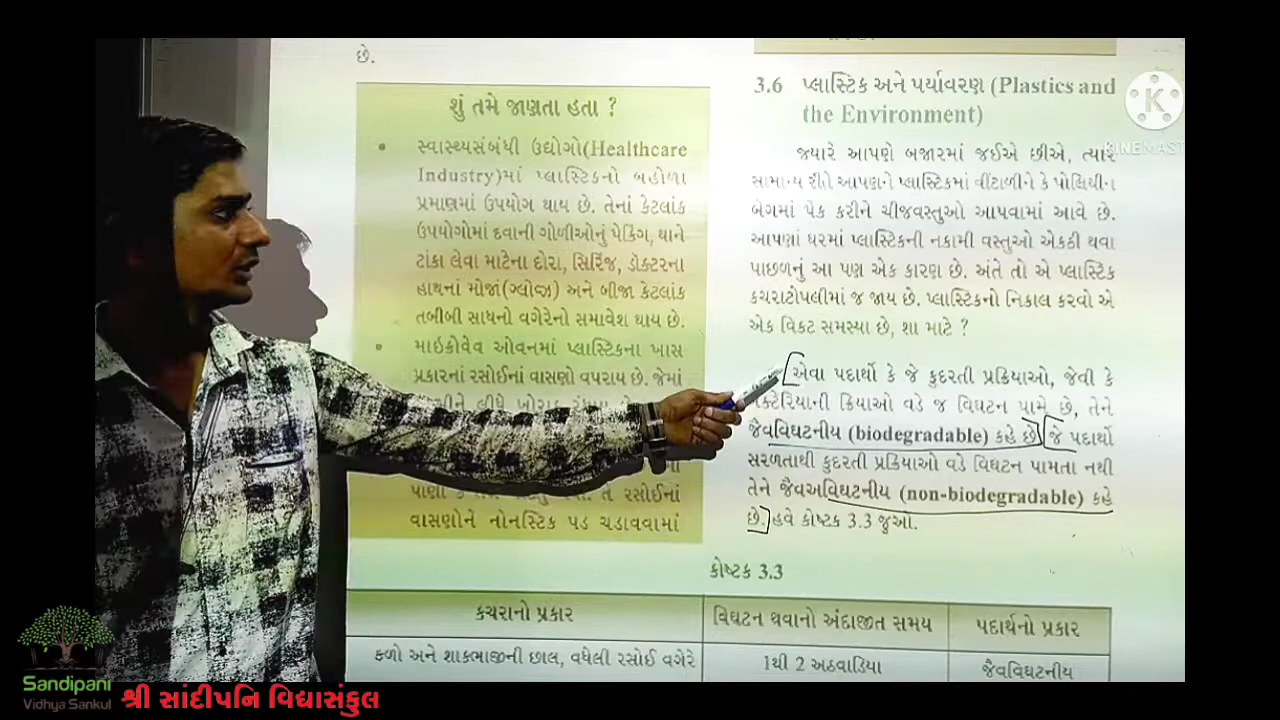 છે.
શું તમે જાણતા હતા ?
• સ્વાસ્થ્યસંબંધી ઉદ્યોગો(Healthcare
Industry)માં પ્લાસ્ટિકનો બહોળા
પ્રમાણમાં ઉપયોગ થાય છે. તેનાં કેટલાંક
ઉપયોગોમાં દવાની ગોળીઓનું પેકિંગ, ઘાને
ટાંકા લેવા માટેના દોરા, સિરિંજ, ડૉક્ટરના
હાથનાં મોજાં(ગ્લોવ્ઝ) અને બીજા કેટલાંક
તબીબી સાધનો વગેરેનો સમાવેશ થાય છે.
• માઇક્રોવેવ ઓવનમાં પ્લાસ્ટિકના ખાસ
પ્રકારનાં રસોઈનાં વાસણો વપરાય છે. જેમાં
રસોઈનાં
વાસણોને નોનસ્ટિક પડ ચડાવવામાં
3.6 પ્લાસ્ટિક અને પર્યાવરણ (Plastics and
the Environment)
જ્યારે આપણે બજારમાં જઈએ છીએ, ત્યારે
સામાન્ય રીતે આપણને પ્લાસ્ટિકમાં વીંટાળીને કે પોલિથીન
બેગમાં પેક કરીને ચીજવસ્તુઓ આપવામાં આવે છે.
આપણાં ઘરમાં પ્લાસ્ટિકની નકામી વસ્તુઓ એકઠી થવા
પાછળનું આ પણ એક કારણ છે. અંતે તો એ પ્લાસ્ટિક
કચરાટોપલીમાં જ જાય છે. પ્લાસ્ટિકનો નિકાલ કરવો એ
એક વિકટ સમસ્યા છે, શા માટે ?
એવા પદાર્થો કે જે કુદરતી પ્રક્રિયાઓ, જેવી કે
બૅક્ટેરિયાની ક્રિયાઓ વડે જ વિઘટન પામે છે, તેને
જૈવવિઘટનીય (biodegradable) કહે છે. જે પદાર્થો
સરળતાથી કુદરતી પ્રક્રિયાઓ વડે વિઘટન પામતા નથી
તેને જૈવઅવિઘટનીય (non-biodegradable) કહે
છે. હવે કોષ્ટક 3.3 જુઓ.
કોષ્ટક 3.3
કચરાનો પ્રકાર
વિઘટન થવાનો અંદાજીત સમય
પદાર્થનો પ્રકાર
ફળો અને શાકભાજીની છાલ, વધેલી રસોઈ વગેરે
1થી 2 અઠવાડિયા
જૈવવિઘટનીય
K
KINEMAST
Sandipani
Vidhya Sankul
શ્રી સાંદીપનિ વિદ્યાસંકુલ